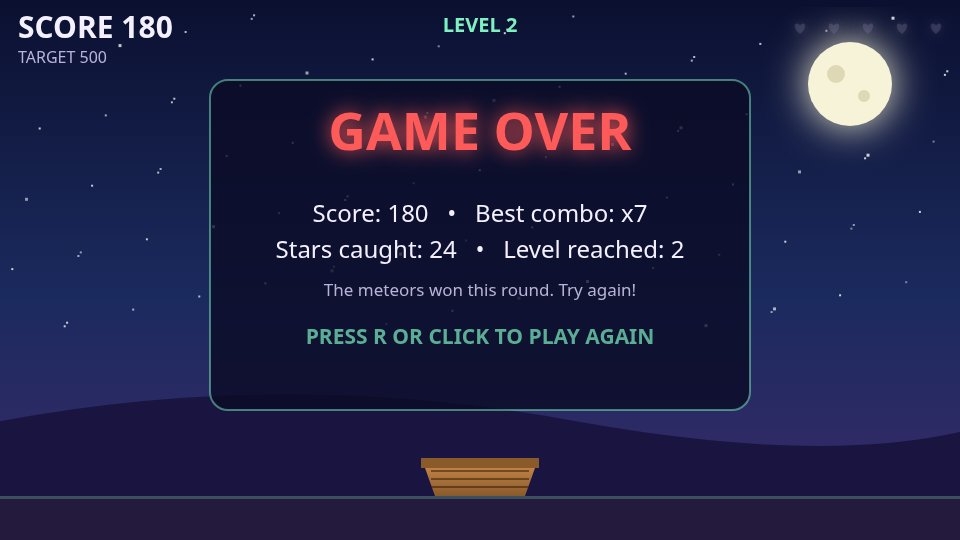 SCORE 180
LEVEL 2
TARGET 500
GAME OVER
Score: 180 • Best combo: x7
Stars caught: 24 • Level reached: 2
The meteors won this round. Try again!
PRESS R OR CLICK TO PLAY AGAIN